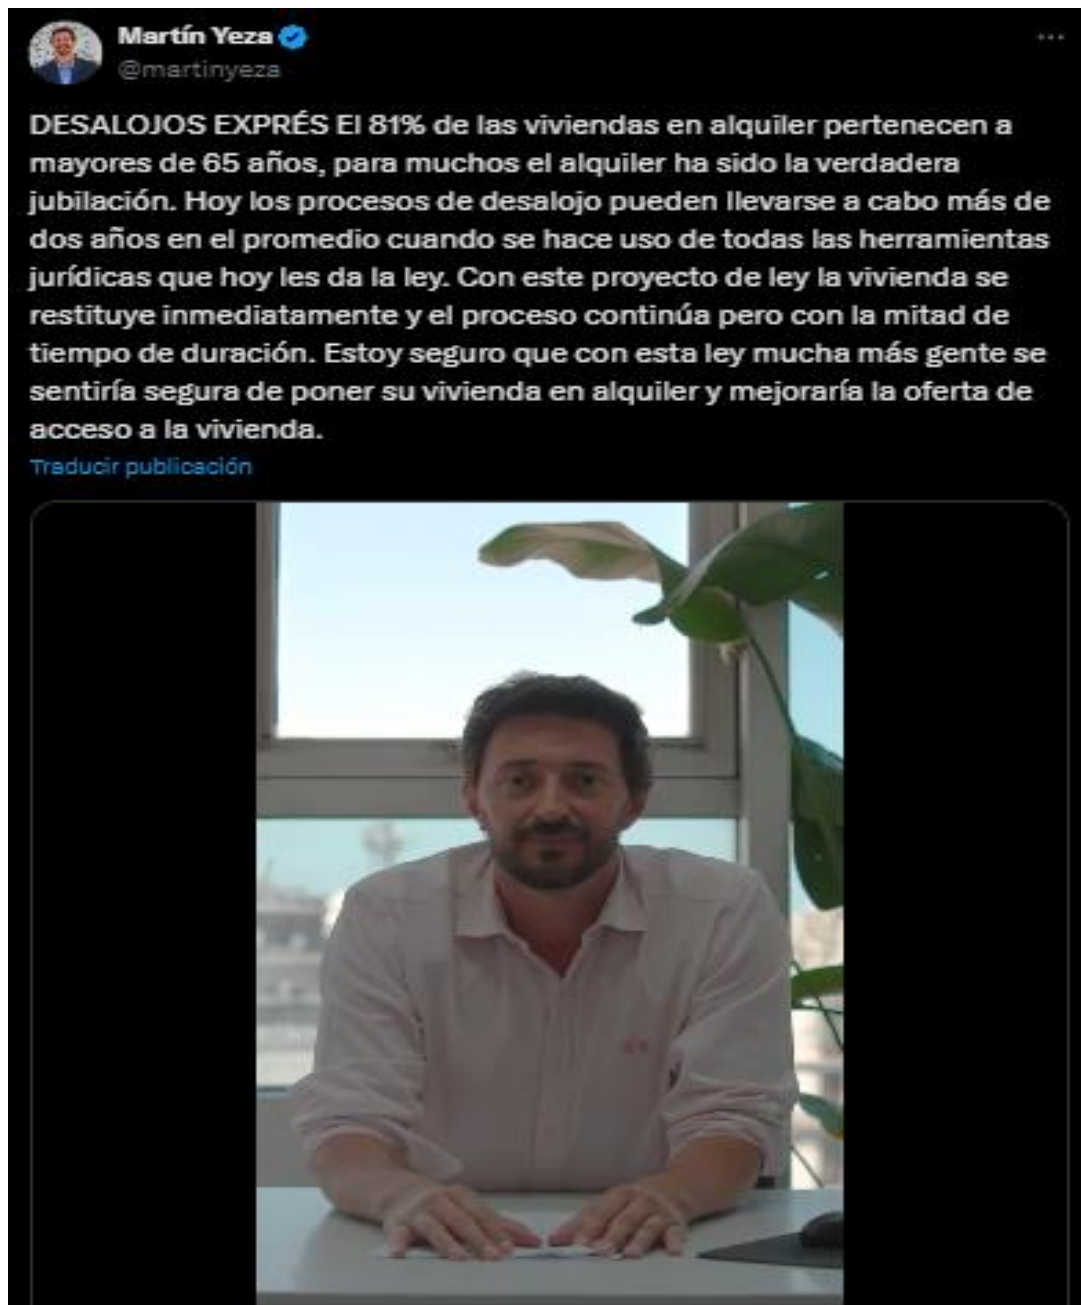 Martín Yeza
@martinyeza
DESALOJOS EXPRÉS El 81% de las viviendas en alquiler pertenecen a
mayores de 65 años, para muchos el alquiler ha sido la verdadera
jubilación. Hoy los procesos de desalojo pueden llevarse a cabo más de
dos años en el promedio cuando se hace uso de todas las herramientas
jurídicas que hoy les da la ley. Con este proyecto de ley la vivienda se
restituye inmediatamente y el proceso continúa pero con la mitad de
tiempo de duración. Estoy seguro que con esta ley mucha más gente se
sentiría segura de poner su vivienda en alquiler y mejoraría la oferta de
acceso a la vivienda.
Traducir publicación